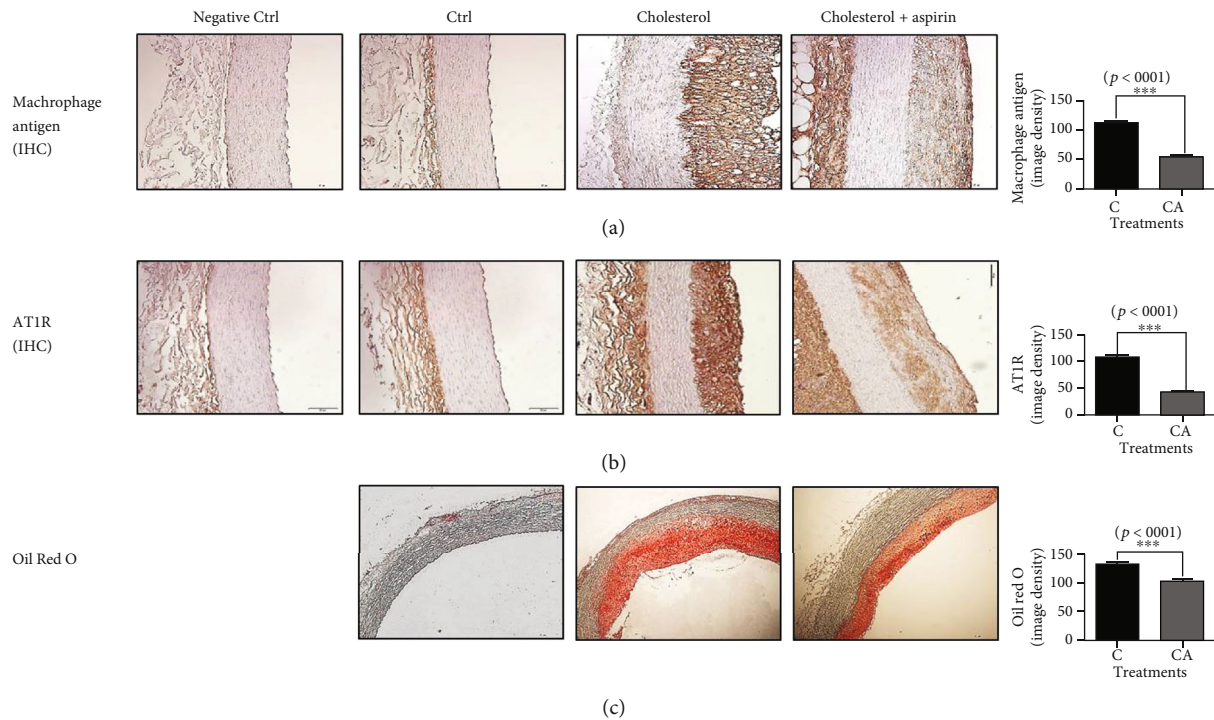 Negative Ctrl
Ctrl
Cholesterol
Cholesterol + aspirin
Machrophage
antigen
(IHC)
Macrophage antigen
(image density)
(p < 0001)
***
150
100
50
0
C
CA
Treatments
(a)
AT1R
(IHC)
AT1R
(image density)
(p < 0001)
***
150
100
50
0
C
CA
Treatments
(b)
Oil Red O
Oil red O
(image density)
(p < 0001)
***
150
100
50
0
C
CA
Treatments
(c)